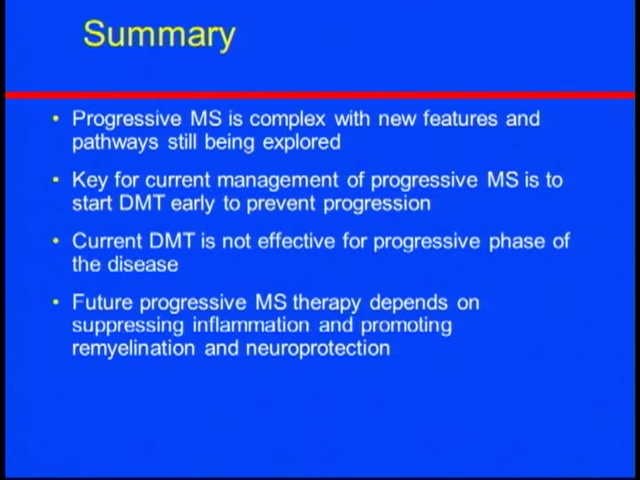 Summary
• Progressive MS is complex with new features and
pathways still being explored
• Key for current management of progressive MS is to
start DMT early to prevent progression
• Current DMT is not effective for progressive phase of
the disease
• Future progressive MS therapy depends on
suppressing inflammation and promoting
remyelination and neuroprotection